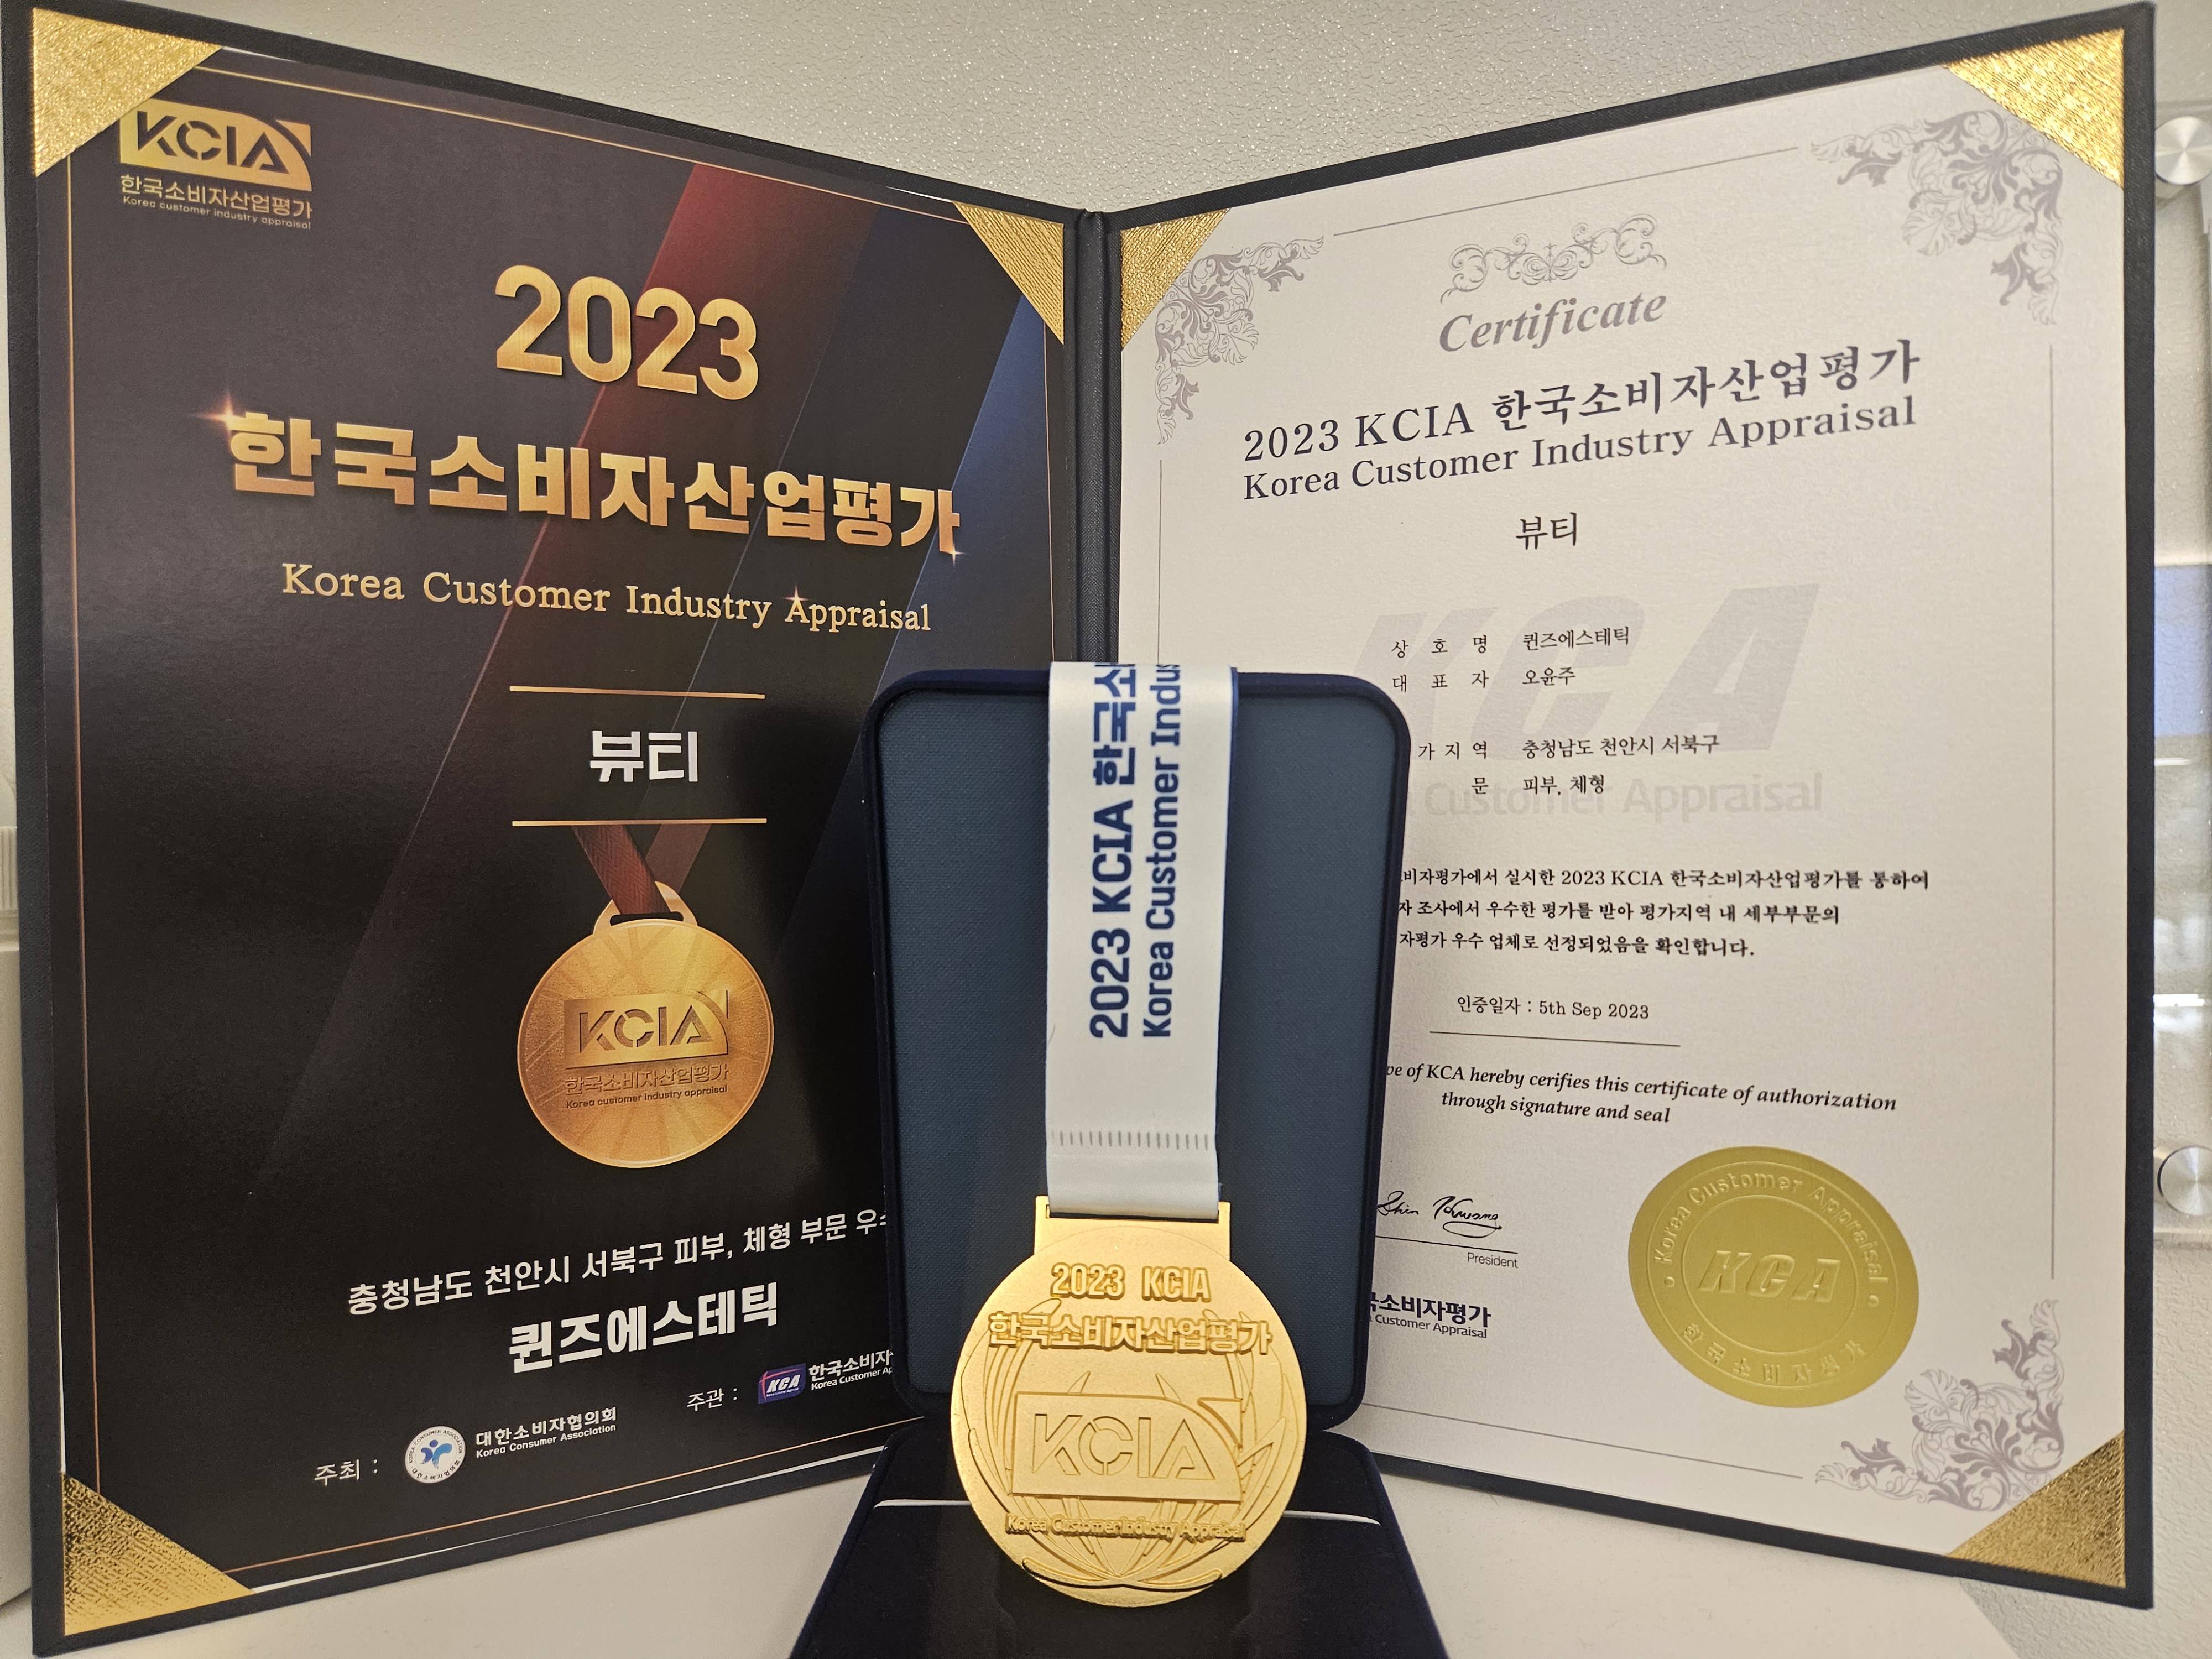 KCIA
한국소비자산업평가
Korea customer industry appraisal
2023
한국소비자산업평가
Korea Customer Industry Appraisal
뷰티
KCIA
한국소비자산업평가
Korea customer industry appraisal
충청남도 천안시 서북구 피부, 체형 부문
퀸즈에스테틱
주최 :
대한소비자협의회
Korea Consumer Association
주관 :
KCA
한국소비자
Korea Customer
Certificate
2023 KCIA 한국소비자산업평가
Korea Customer Industry Appraisal
뷰티
KCA
Customer Appraisal
상 호 명 퀸즈에스테틱
대 표 자 오윤주
가 지 역 충청남도 천안시 서북구
문 피부, 체형
비자평가에서 실시한 2023 KCIA 한국소비자산업평가를 통하여
자 조사에서 우수한 평가를 받아 평가지역 내 세부부문의
자평가 우수 업체로 선정되었음을 확인합니다.
인증일자 : 5th Sep 2023
of KCA hereby cerifies this certificate of authorization
through signature and seal
President
소비자평가
Customer Appraisal
Korea Customer Appraisal
KCA
한국소비자평가
2023 KCIA 한국소
Korea Customer Indus
2023 KCIA
한국소비자산업평가
KCIA
Korea Customer Industry Appraisal